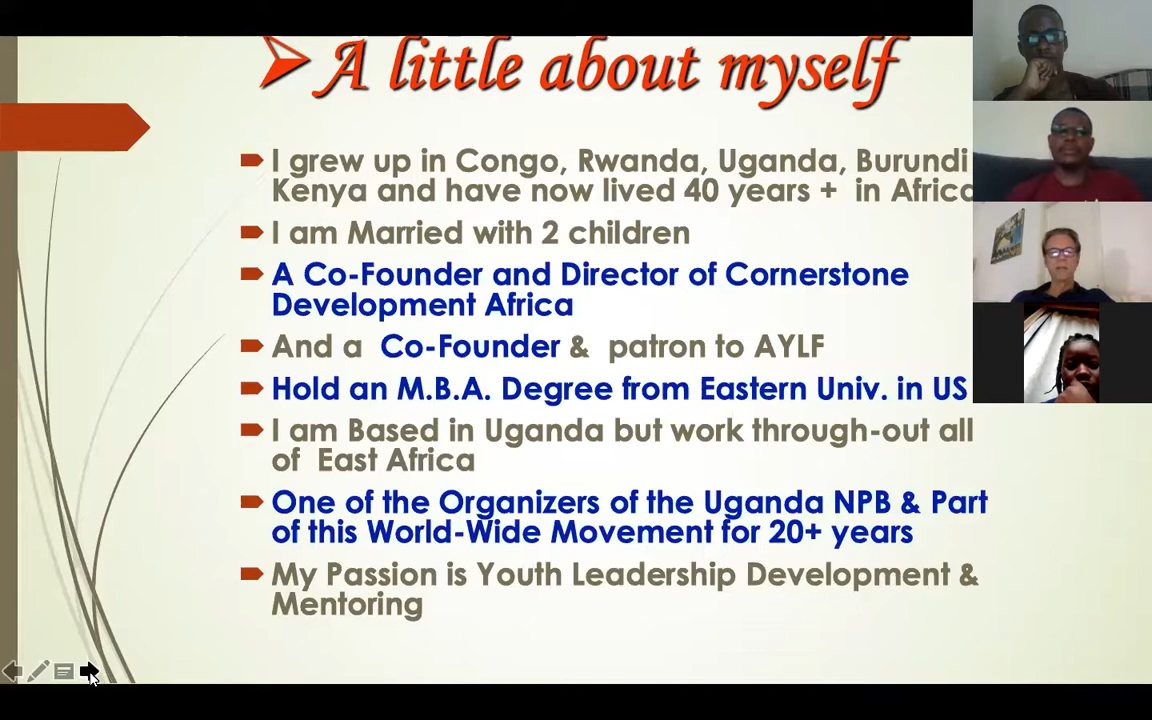 A little about myself
I grew up in Congo, Rwanda, Uganda, Burundi
Kenya and have now lived 40 years + in Africa
I am Married with 2 children
A Co-Founder and Director of Cornerstone
Development Africa
And a Co-Founder & patron to AYLF
Hold an M.B.A. Degree from Eastern Univ. in US
I am Based in Uganda but work through-out all
of East Africa
One of the Organizers of the Uganda NPB & Part
of this World-Wide Movement for 20+ years
My Passion is Youth Leadership Development &
Mentoring